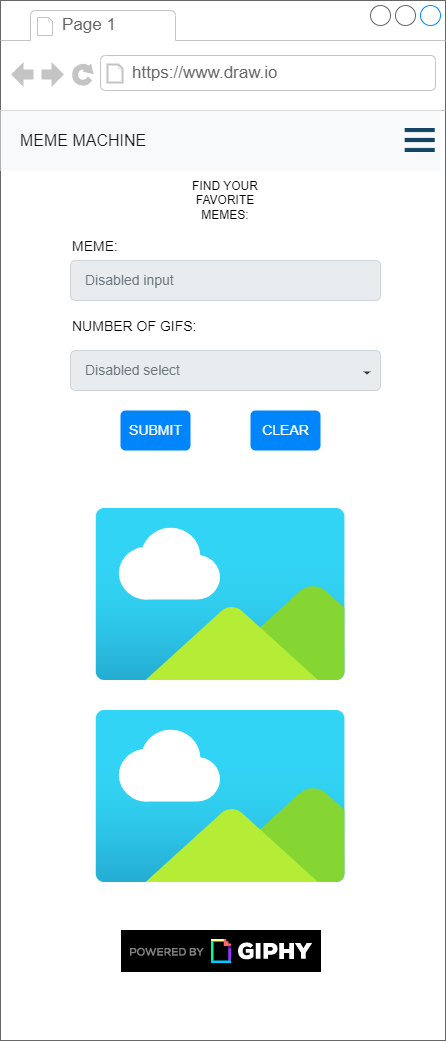 Page 1
https://www.draw.io
MEME MACHINE
FIND YOUR
FAVORITE
MEMES:
MEME:
Disabled input
NUMBER OF GIFS:
Disabled select
SUBMIT
CLEAR
POWERED BY GIPHY